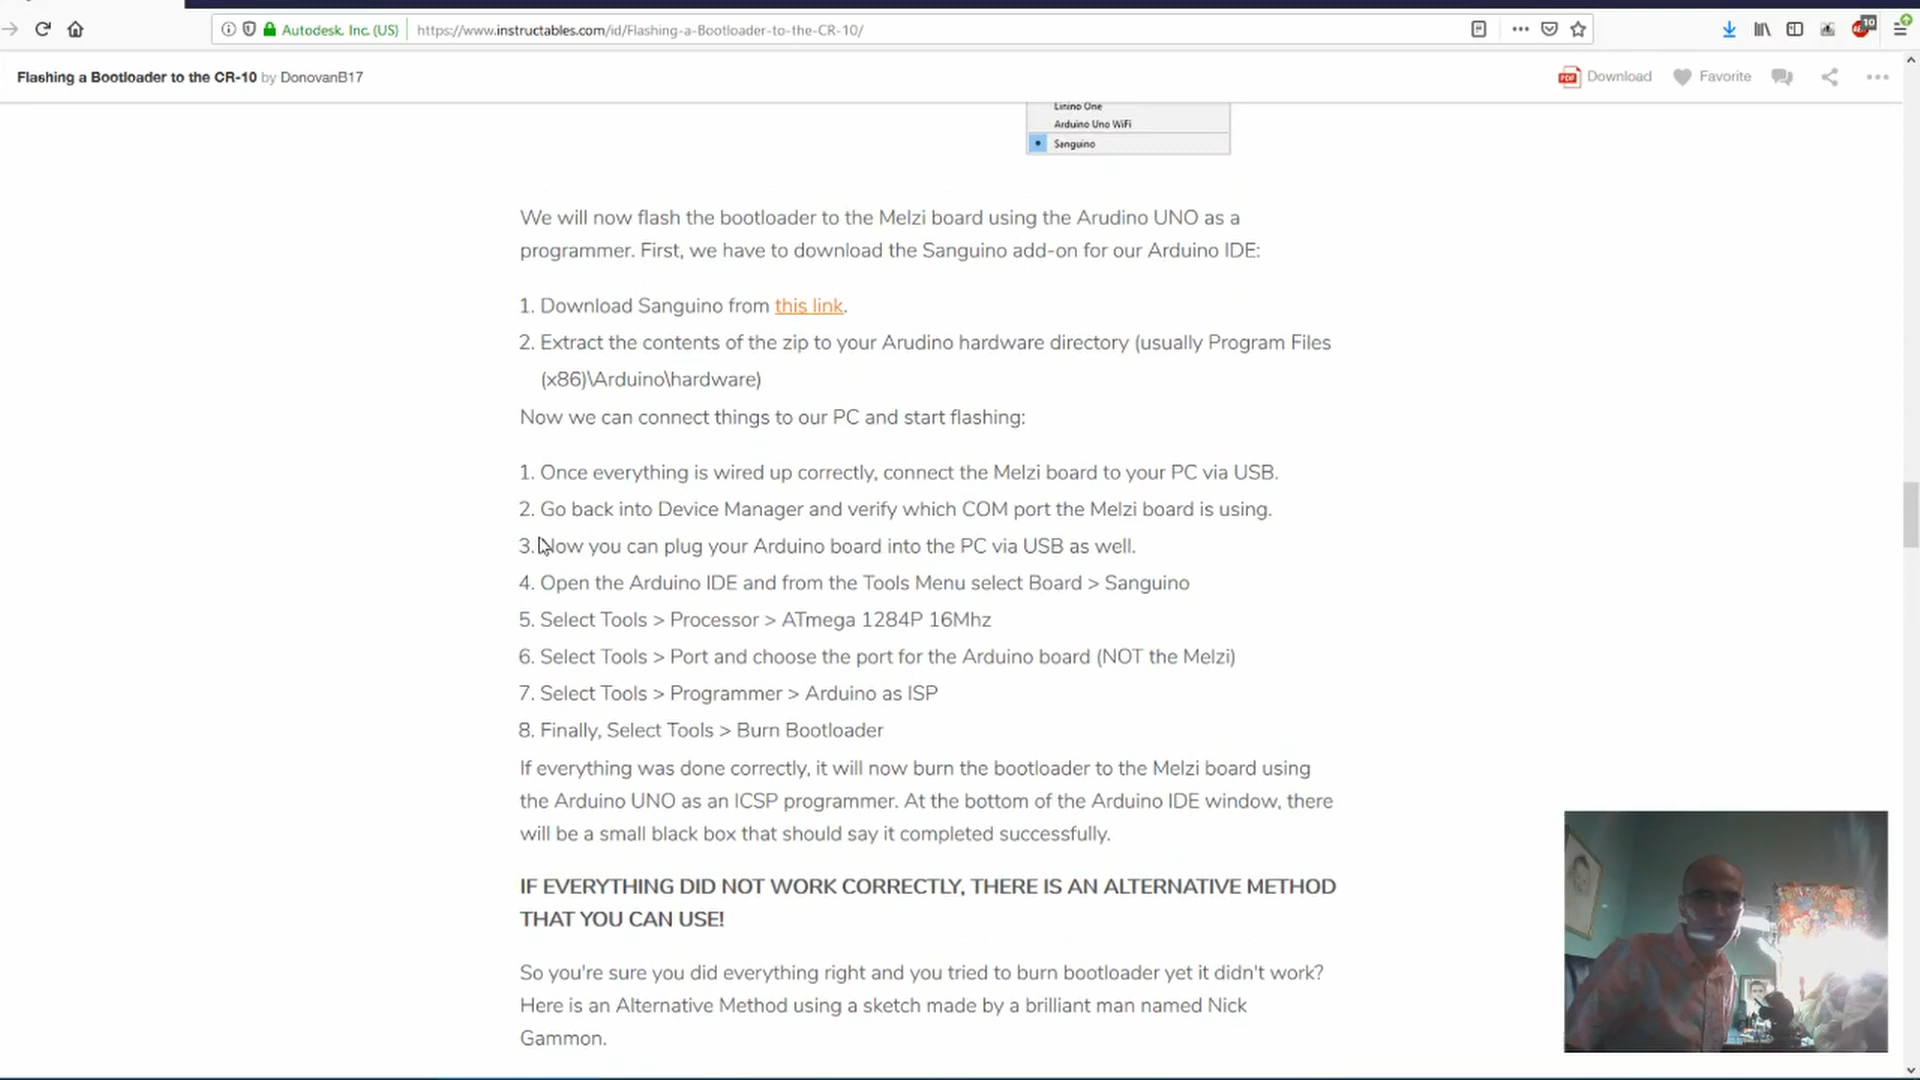 Autodesk, Inc. (US)
https://www.instructables.com/id/Flashing-a-Bootloader-to-the-CR-10/
10
Flashing a Bootloader to the CR-10 by DonovanB17
PDF
Download
Favorite
Linino One
Arduino Uno WiFi
Sanguino
We will now flash the bootloader to the Melzi board using the Arudino UNO as a
programmer. First, we have to download the Sanguino add-on for our Arduino IDE:
1. Download Sanguino from this link.
2. Extract the contents of the zip to your Arudino hardware directory (usually Program Files
(x86)\Arduino\hardware)
Now we can connect things to our PC and start flashing:
1. Once everything is wired up correctly, connect the Melzi board to your PC via USB.
2. Go back into Device Manager and verify which COM port the Melzi board is using.
3. Now you can plug your Arduino board into the PC via USB as well.
4. Open the Arduino IDE and from the Tools Menu select Board > Sanguino
5. Select Tools > Processor > ATmega 1284P 16Mhz
6. Select Tools > Port and choose the port for the Arduino board (NOT the Melzi)
7. Select Tools > Programmer > Arduino as ISP
8. Finally, Select Tools > Burn Bootloader
If everything was done correctly, it will now burn the bootloader to the Melzi board using
the Arduino UNO as an ICSP programmer. At the bottom of the Arduino IDE window, there
will be a small black box that should say it completed successfully.
IF EVERYTHING DID NOT WORK CORRECTLY, THERE IS AN ALTERNATIVE METHOD
THAT YOU CAN USE!
So you're sure you did everything right and you tried to burn bootloader yet it didn't work?
Here is an Alternative Method using a sketch made by a brilliant man named Nick
Gammon.